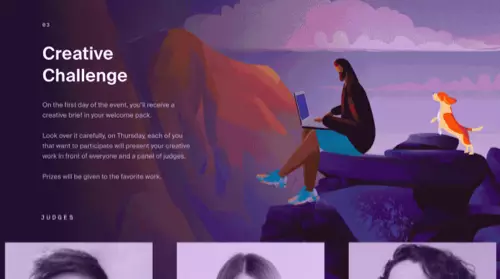 03
Creative
Challenge
On the first day of the event, you'll receive a
creative brief in your welcome pack.
Look over it carefully, on Thursday, each of you
that want to participate will present your creative
work in front of everyone and a panel of judges.
Prizes will be given to the favorite work.
JUDGES